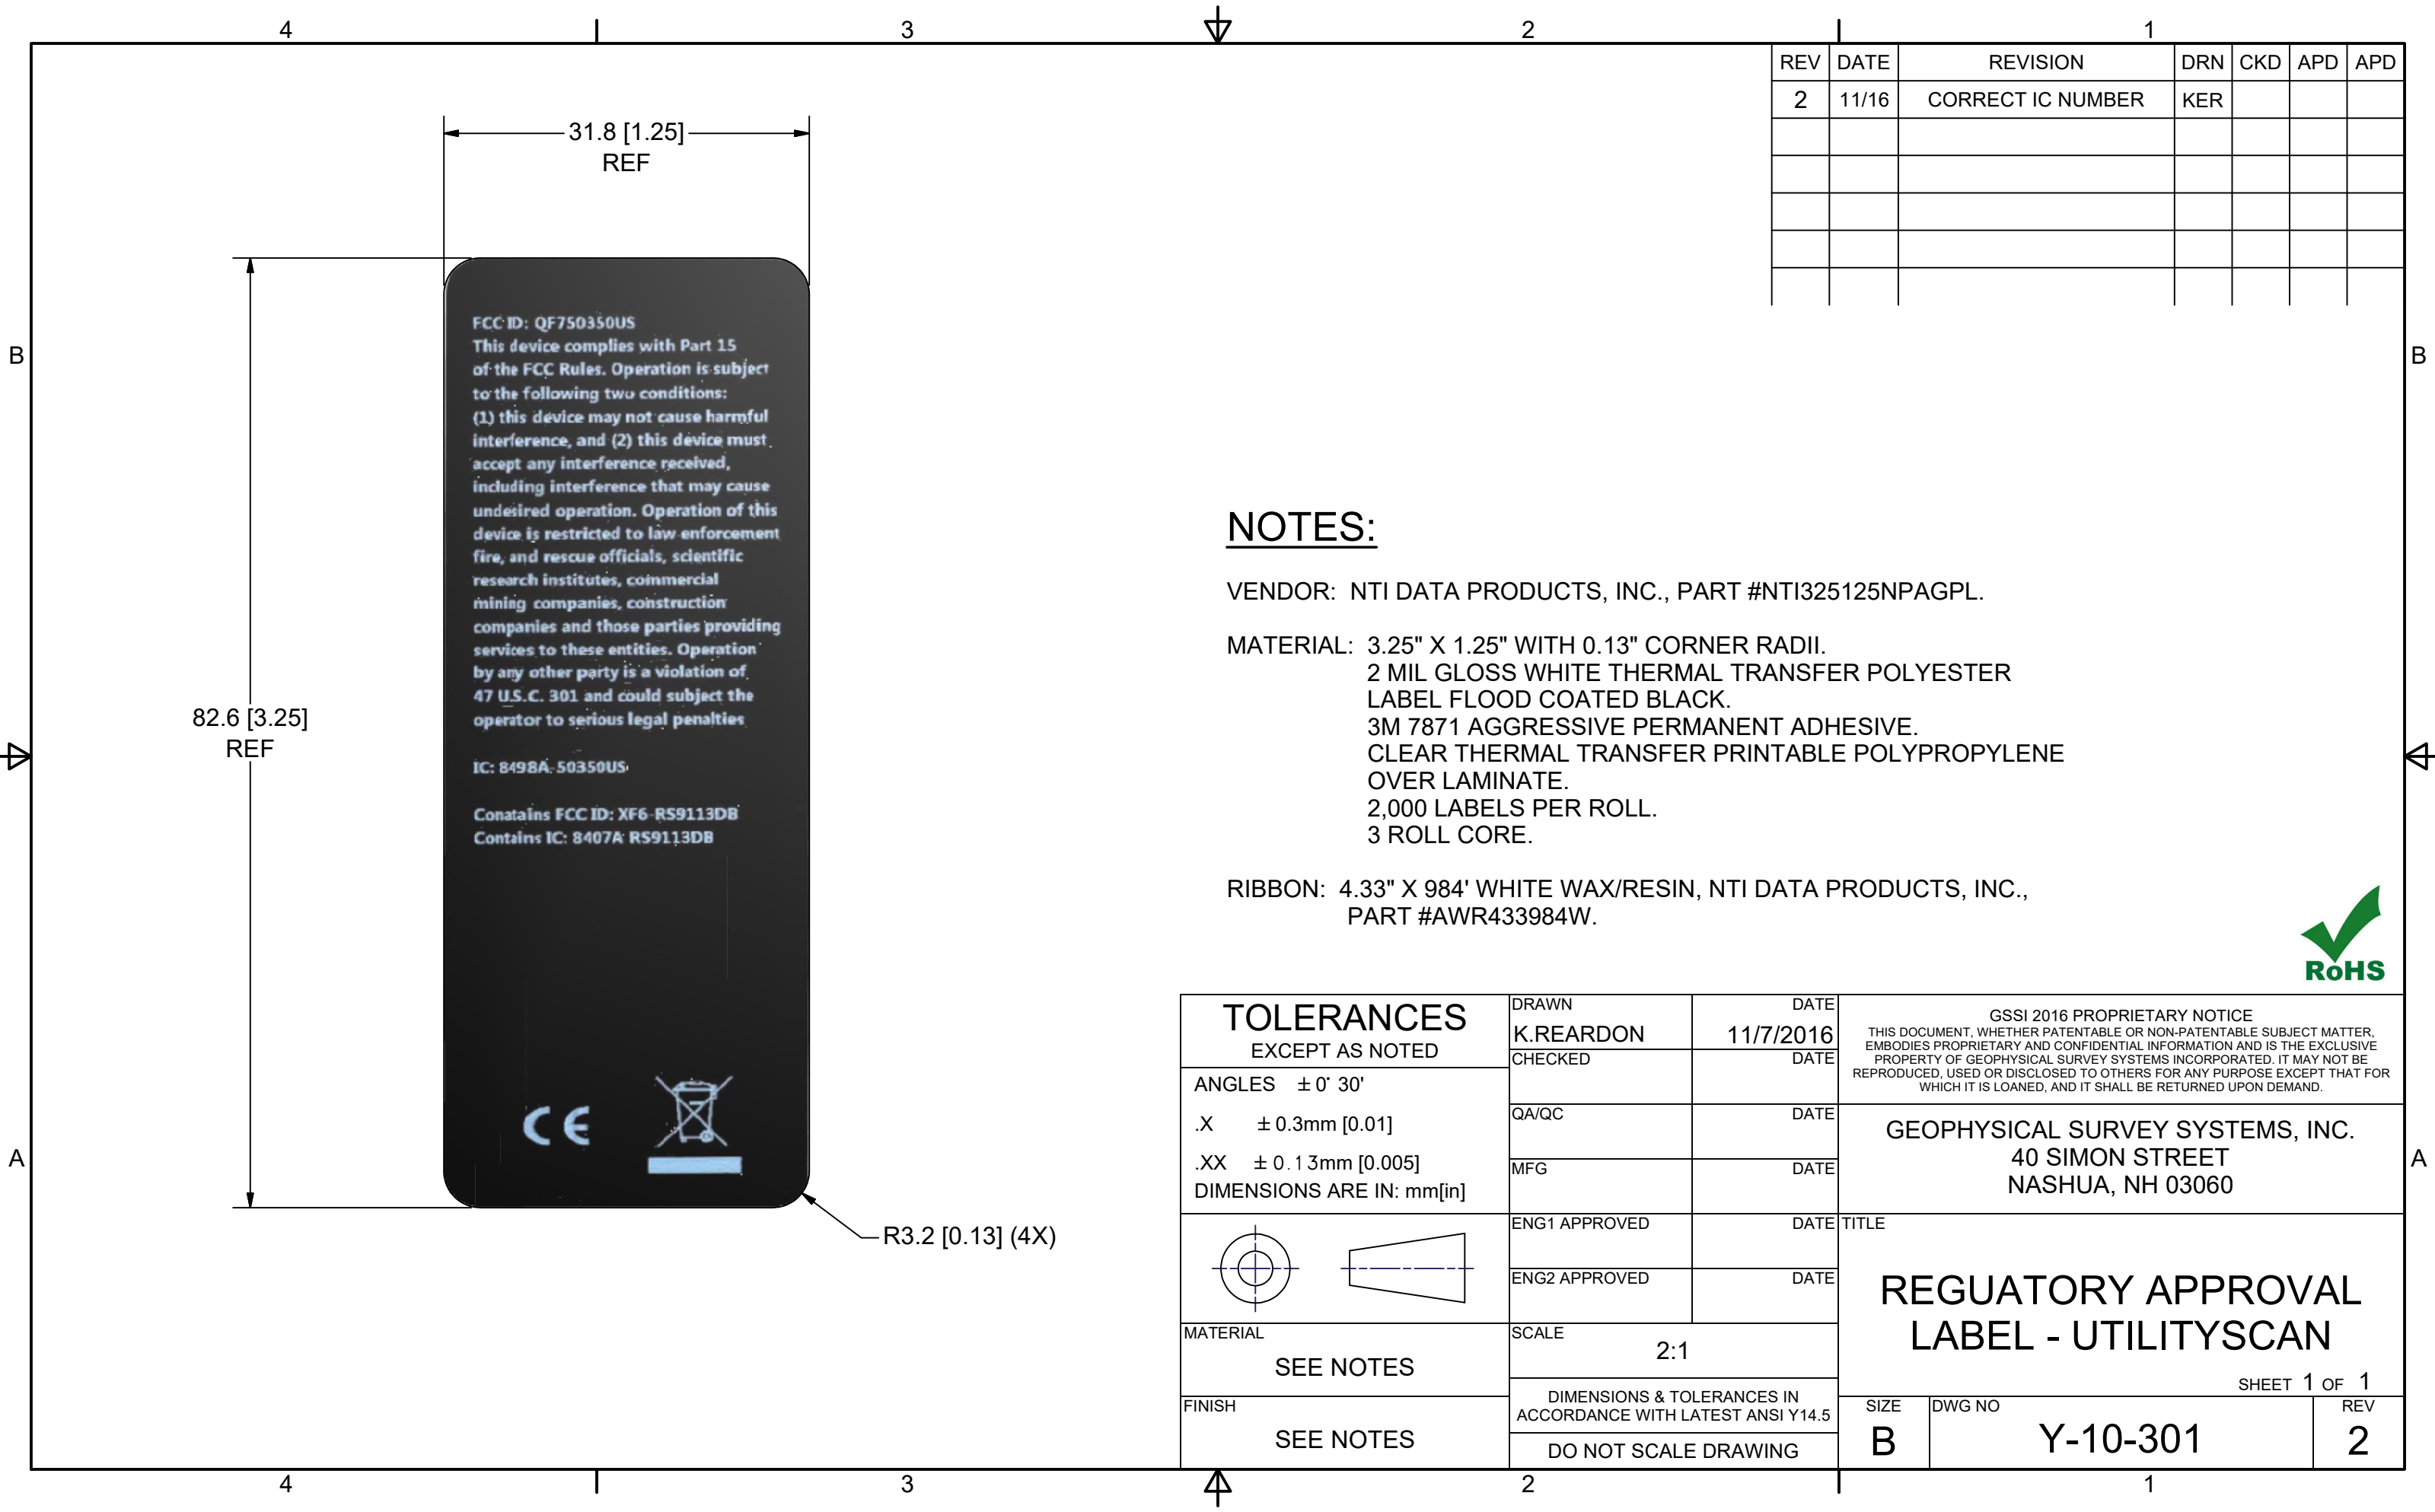 4 3 2 1
REV DATE REVISION DRN CKD APD APD
2 11/16 CORRECT IC NUMBER KER
31.8 [1.25]
REF
B B
FCC ID: QF750350US
This device complies with Part 15
of the FCC Rules. Operation is subject
to the following two conditions:
(1) this device may not cause harmful
interference, and (2) this device must
accept any interference received,
including interference that may cause
undesired operation. Operation of this
device is restricted to law enforcement
fire, and rescue officials, scientific
research institutes, commercial
mining companies, construction
companies and those parties providing
services to these entities. Operation
by any other party is a violation of
47 U.S.C. 301 and could subject the
operator to serious legal penalties
IC: 8498A-50350US
Conatains FCC ID: XF6-RS9113DB
Contains IC: 8407A-RS9113DB
CE
82.6 [3.25]
REF
R3.2 [0.13] (4X)
NOTES:
VENDOR: NTI DATA PRODUCTS, INC., PART #NTI325125NPAGPL.
MATERIAL: 3.25" X 1.25" WITH 0.13" CORNER RADII.
2 MIL GLOSS WHITE THERMAL TRANSFER POLYESTER
LABEL FLOOD COATED BLACK.
3M 7871 AGGRESSIVE PERMANENT ADHESIVE.
CLEAR THERMAL TRANSFER PRINTABLE POLYPROPYLENE
OVER LAMINATE.
2,000 LABELS PER ROLL.
3 ROLL CORE.
RIBBON: 4.33" X 984' WHITE WAX/RESIN, NTI DATA PRODUCTS, INC.,
PART #AWR433984W.
RoHS
TOLERANCES
EXCEPT AS NOTED
ANGLES ± 0° 30'
.X ± 0.3mm [0.01]
.XX ± 0.13mm [0.005]
DIMENSIONS ARE IN: mm[in]
MATERIAL
SEE NOTES
FINISH
SEE NOTES
DRAWN DATE
K.REARDON 11/7/2016
CHECKED DATE
QA/QC DATE
MFG DATE
ENG1 APPROVED DATE
ENG2 APPROVED DATE
SCALE
2:1
DIMENSIONS & TOLERANCES IN
ACCORDANCE WITH LATEST ANSI Y14.5
DO NOT SCALE DRAWING
GSSI 2016 PROPRIETARY NOTICE
THIS DOCUMENT, WHETHER PATENTABLE OR NON-PATENTABLE SUBJECT MATTER,
EMBODIES PROPRIETARY AND CONFIDENTIAL INFORMATION AND IS THE EXCLUSIVE
PROPERTY OF GEOPHYSICAL SURVEY SYSTEMS INCORPORATED. IT MAY NOT BE
REPRODUCED, USED OR DISCLOSED TO OTHERS FOR ANY PURPOSE EXCEPT THAT FOR
WHICH IT IS LOANED, AND IT SHALL BE RETURNED UPON DEMAND.
GEOPHYSICAL SURVEY SYSTEMS, INC.
40 SIMON STREET
NASHUA, NH 03060
TITLE
REGUATORY APPROVAL
LABEL - UTILITYSCAN
SHEET 1 OF 1
SIZE DWG NO REV
B Y-10-301 2
A A
4 3 2 1